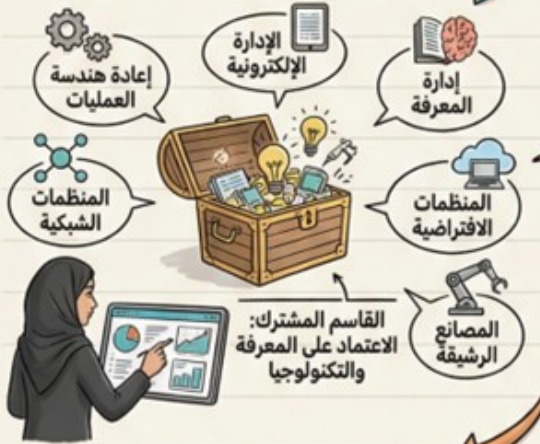 إعادة هندسة
العمليات
الإدارة
الإلكترونية
إدارة
المعرفة
المنظمات
الشبكية
المنظمات
الافتراضية
المصانع
الرشيقة
القاسم المشترك:
الاعتماد على المعرفة
والتكنولوجيا